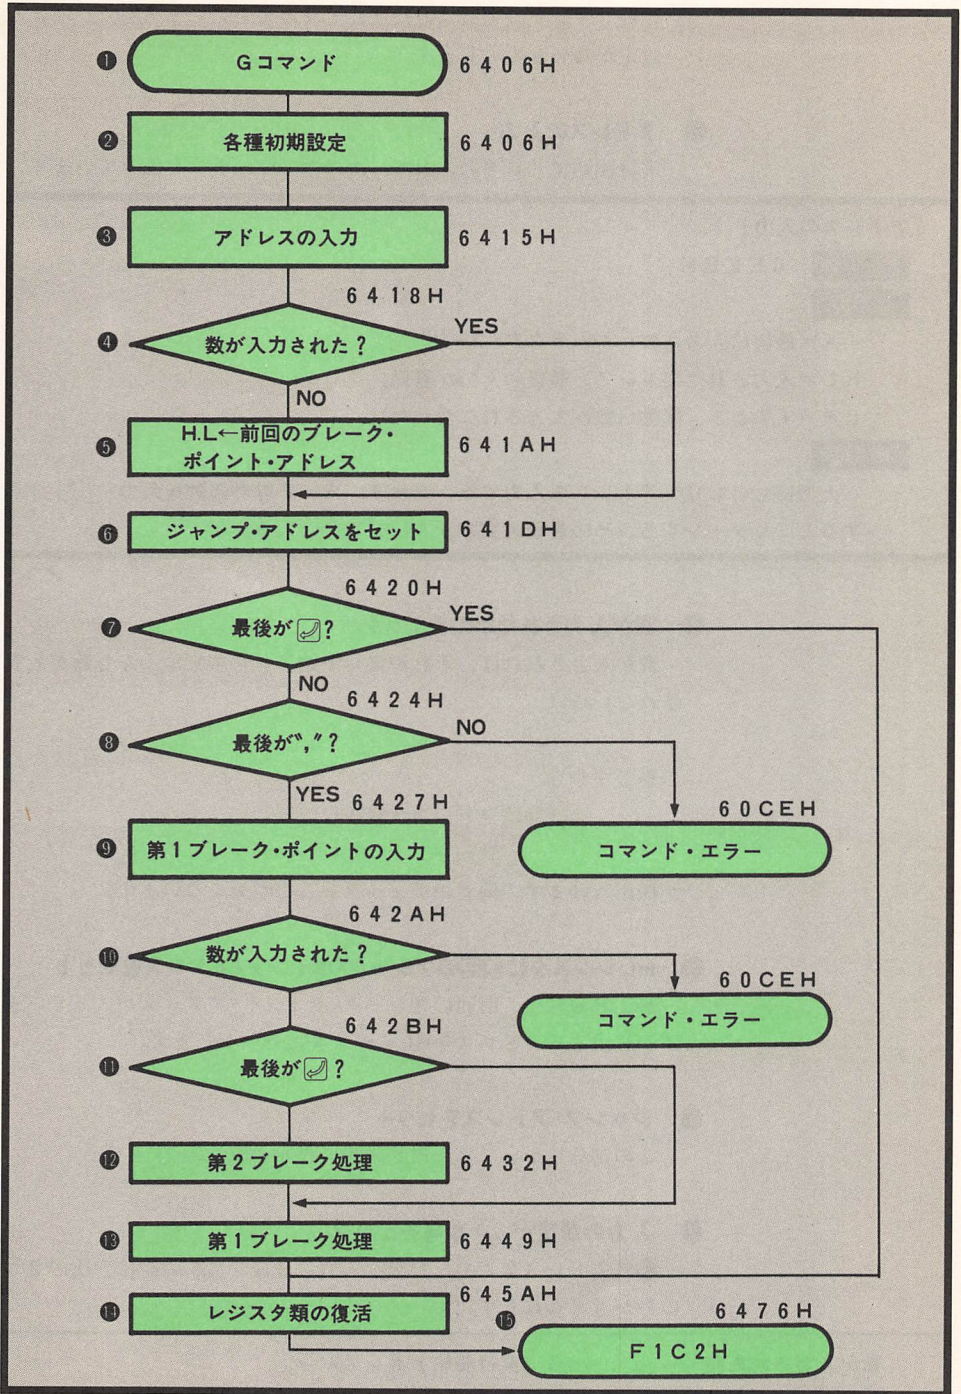 ❶ Gコマンド 6406H
❷ 各種初期設定 6406H
❸ アドレスの入力 6415H
6418H
❹ 数が入力された? YES
NO
❺ H.L←前回のブレーク・
ポイント・アドレス 641AH
❻ ジャンプ・アドレスをセット 641DH
6420H
❼ 最後が⏎? YES
NO
6424H
❽ 最後が〝,〞? NO
YES 6427H
60CEH
❾ 第1ブレーク・ポイントの入力
コマンド・エラー
642AH
❿ 数が入力された?
60CEH
コマンド・エラー
642BH
⓫ 最後が⏎?
⓬ 第2ブレーク処理 6432H
⓭ 第1ブレーク処理 6449H
645AH
⓮ レジスタ類の復活
⓯ 6476H
F1C2H